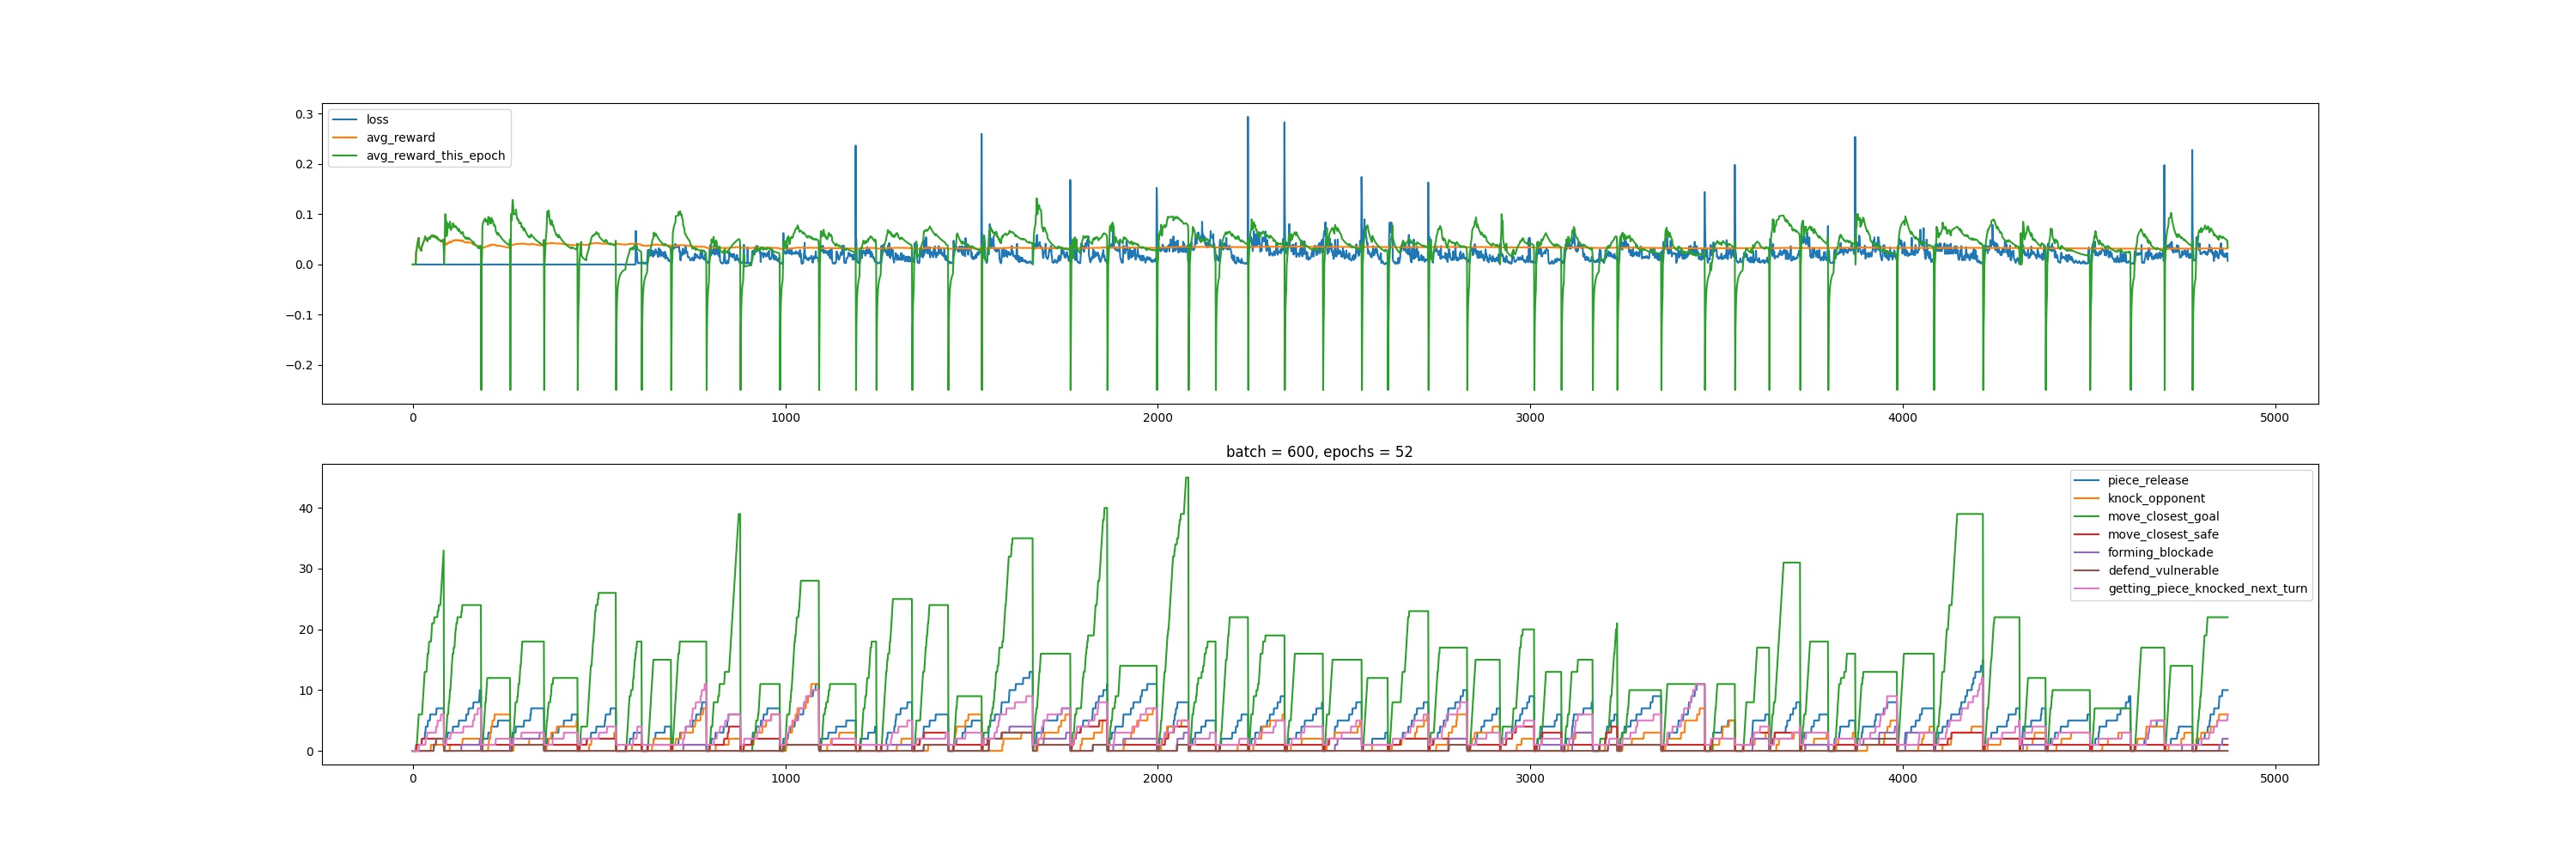 0.3
0.2
0.1
0.0
−0.1
−0.2
loss
avg_reward
avg_reward_this_epoch
0 1000 2000 3000 4000 5000
batch = 600, epochs = 52
40
30
20
10
0
piece_release
knock_opponent
move_closest_goal
move_closest_safe
forming_blockade
defend_vulnerable
getting_piece_knocked_next_turn
0 1000 2000 3000 4000 5000